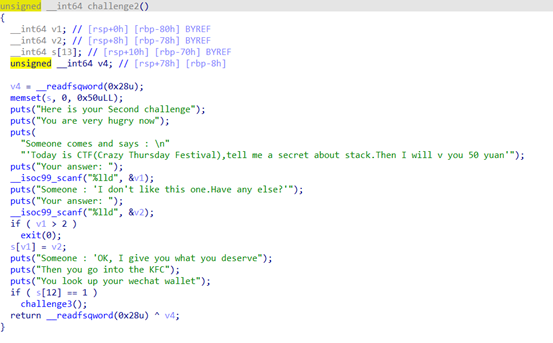 unsigned __int64 challenge2()
{
  __int64 v1; // [rsp+0h] [rbp-80h] BYREF
  __int64 v2; // [rsp+8h] [rbp-78h] BYREF
  __int64 s[13]; // [rsp+10h] [rbp-70h] BYREF
  unsigned __int64 v4; // [rsp+78h] [rbp-8h]

  v4 = __readfsqword(0x28u);
  memset(s, 0, 0x50uLL);
  puts("Here is your Second challenge");
  puts("You are very hugry now");
  puts(
    "Someone comes and says : \n"
    "'Today is CTF(Crazy Thursday Festival),tell me a secret about stack.Then I will v you 50 yuan'");
  puts("Your answer: ");
  __isoc99_scanf("%lld", &v1);
  puts("Someone : 'I don't like this one.Have any else?'");
  puts("Your answer: ");
  __isoc99_scanf("%lld", &v2);
  if ( v1 > 2 )
    exit(0);
  s[v1] = v2;
  puts("Someone : 'OK, I give you what you deserve");
  puts("Then you go into the KFC");
  puts("You look up your wechat wallet");
  if ( s[12] == 1 )
    challenge3();
  return __readfsqword(0x28u) ^ v4;
}